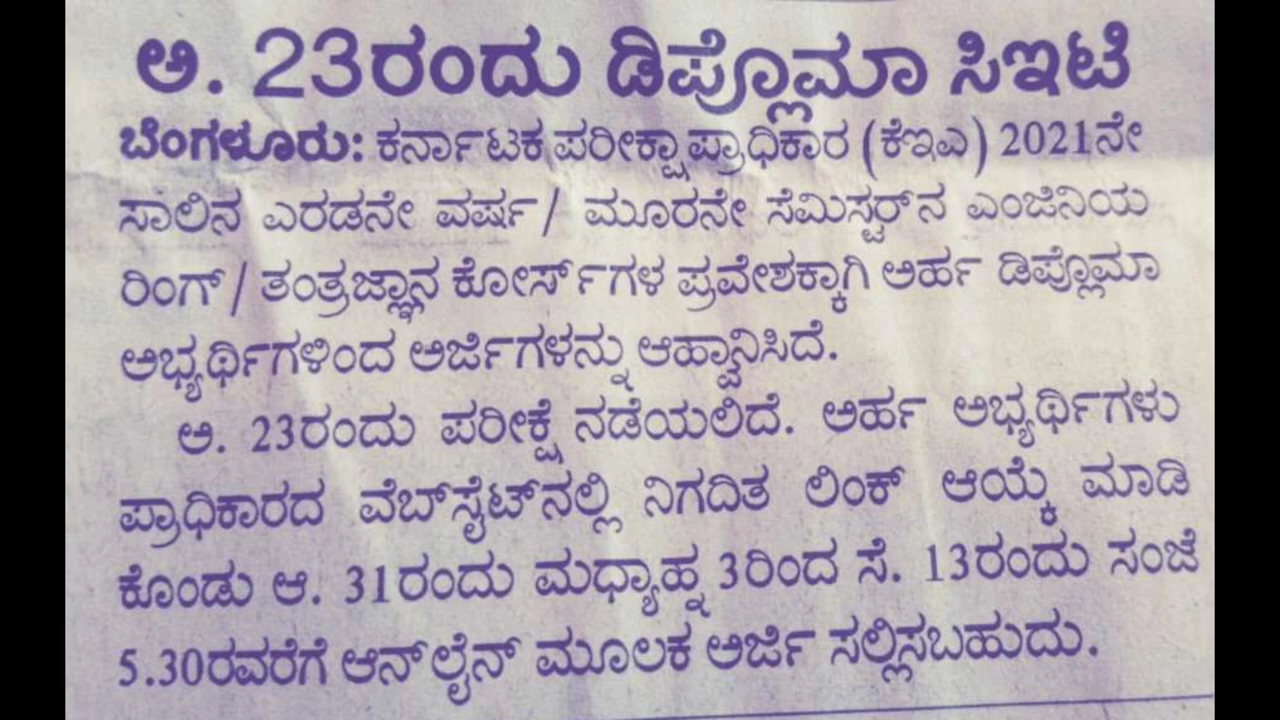 ಅ. 23ರಂದು ಡಿಪ್ಲೊಮಾ ಸಿಇಟಿ
ಬೆಂಗಳೂರು: ಕರ್ನಾಟಕ ಪರೀಕ್ಷಾ ಪ್ರಾಧಿಕಾರ (ಕೆಇಎ) 2021ನೇ
ಸಾಲಿನ ಎರಡನೇ ವರ್ಷ/ ಮೂರನೇ ಸೆಮಿಸ್ಟರ್‌ನ ಎಂಜಿನಿಯ
ರಿಂಗ್/ ತಂತ್ರಜ್ಞಾನ ಕೋರ್ಸ್‌ಗಳ ಪ್ರವೇಶಕ್ಕಾಗಿ ಅರ್ಹ ಡಿಪ್ಲೊಮಾ
ಅಭ್ಯರ್ಥಿಗಳಿಂದ ಅರ್ಜಿಗಳನ್ನು ಆಹ್ವಾನಿಸಿದೆ.
ಅ. 23ರಂದು ಪರೀಕ್ಷೆ ನಡೆಯಲಿದೆ. ಅರ್ಹ ಅಭ್ಯರ್ಥಿಗಳು
ಪ್ರಾಧಿಕಾರದ ವೆಬ್‌ಸೈಟ್‌ನಲ್ಲಿ ನಿಗದಿತ ಲಿಂಕ್ ಆಯ್ಕೆ ಮಾಡಿ
ಕೊಂಡು ಆ. 31ರಂದು ಮಧ್ಯಾಹ್ನ 3ರಿಂದ ಸೆ. 13ರಂದು ಸಂಜೆ
5.30ರವರೆಗೆ ಆನ್‌ಲೈನ್ ಮೂಲಕ ಅರ್ಜಿ ಸಲ್ಲಿಸಬಹುದು.